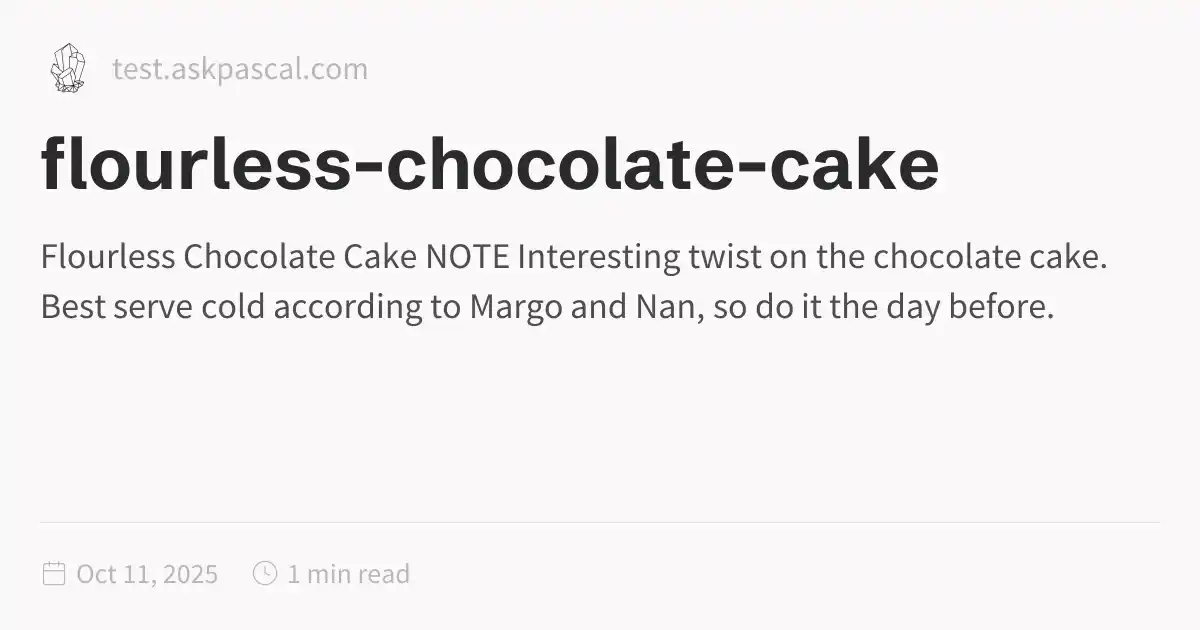 test.askpascal.com
flourless-chocolate-cake
Flourless Chocolate Cake NOTE Interesting twist on the chocolate cake.
Best serve cold according to Margo and Nan, so do it the day before.
Oct 11, 2025 1 min read